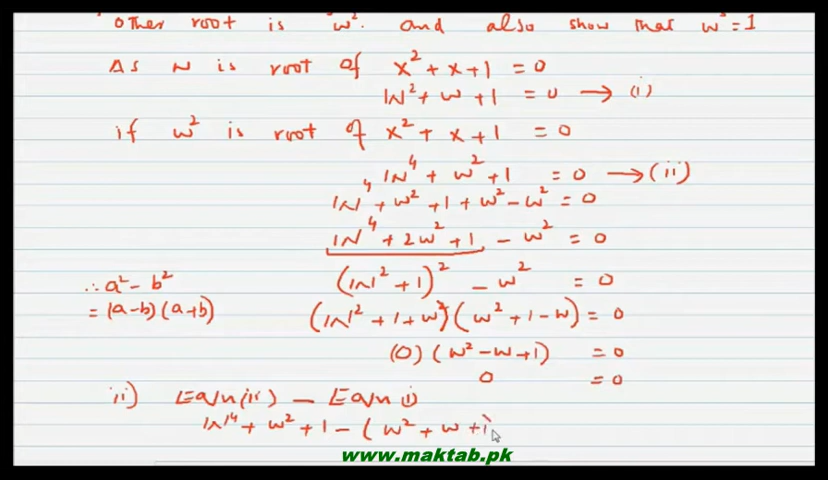 other root is w². and also show that w³=1
As w is root of x² + x + 1 = 0
w² + w + 1 = 0 → (i)
if w² is root of x² + x + 1 = 0
w⁴ + w² + 1 = 0 → (ii)
w⁴ + w² + 1 + w² - w² = 0
w⁴ + 2w² + 1 - w² = 0
∴ a² - b²
= (a-b)(a+b)
(w² + 1)² - w² = 0
(w² + 1 + w)(w² + 1 - w) = 0
(0)(w² - w + 1) = 0
0 = 0
ii) Eq/n(ii) - Eq/n (i)
w⁴ + w² + 1 - (w² + w + 1
www.maktab.pk